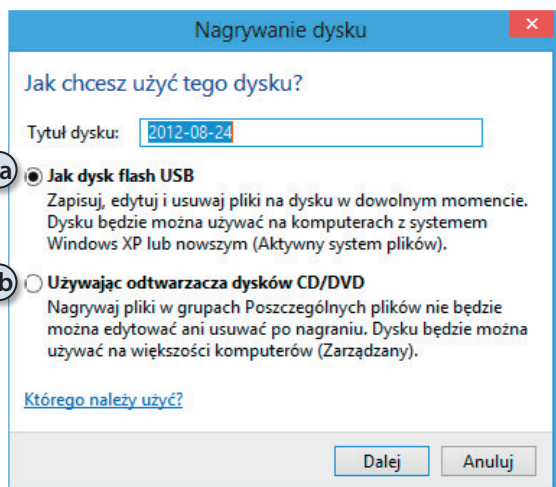 Nagrywanie dysku
Jak chcesz użyć tego dysku?
Tytuł dysku: 2012-08-24
a Jak dysk flash USB
Zapisuj, edytuj i usuwaj pliki na dysku w dowolnym momencie.
Dysku będzie można używać na komputerach z systemem
Windows XP lub nowszym (Aktywny system plików).
b Używając odtwarzacza dysków CD/DVD
Nagrywaj pliki w grupach Poszczególnych plików nie będzie
można edytować ani usuwać po nagraniu. Dysku będzie można
używać na większości komputerów (Zarządzany).
Którego należy użyć?
Dalej Anuluj